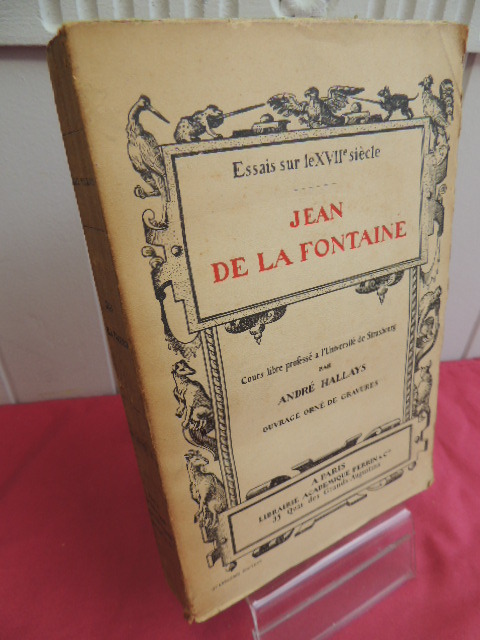 Essais sur le XVIIe siècle
JEAN
DE LA FONTAINE
Cours libre professé à l'Université de Strasbourg
PAR
ANDRÉ HALLAYS
OUVRAGE ORNÉ DE GRAVURES
A PARIS
LIBRAIRIE ACADÉMIQUE PERRIN & Cie
35 Quai des Grands Augustins